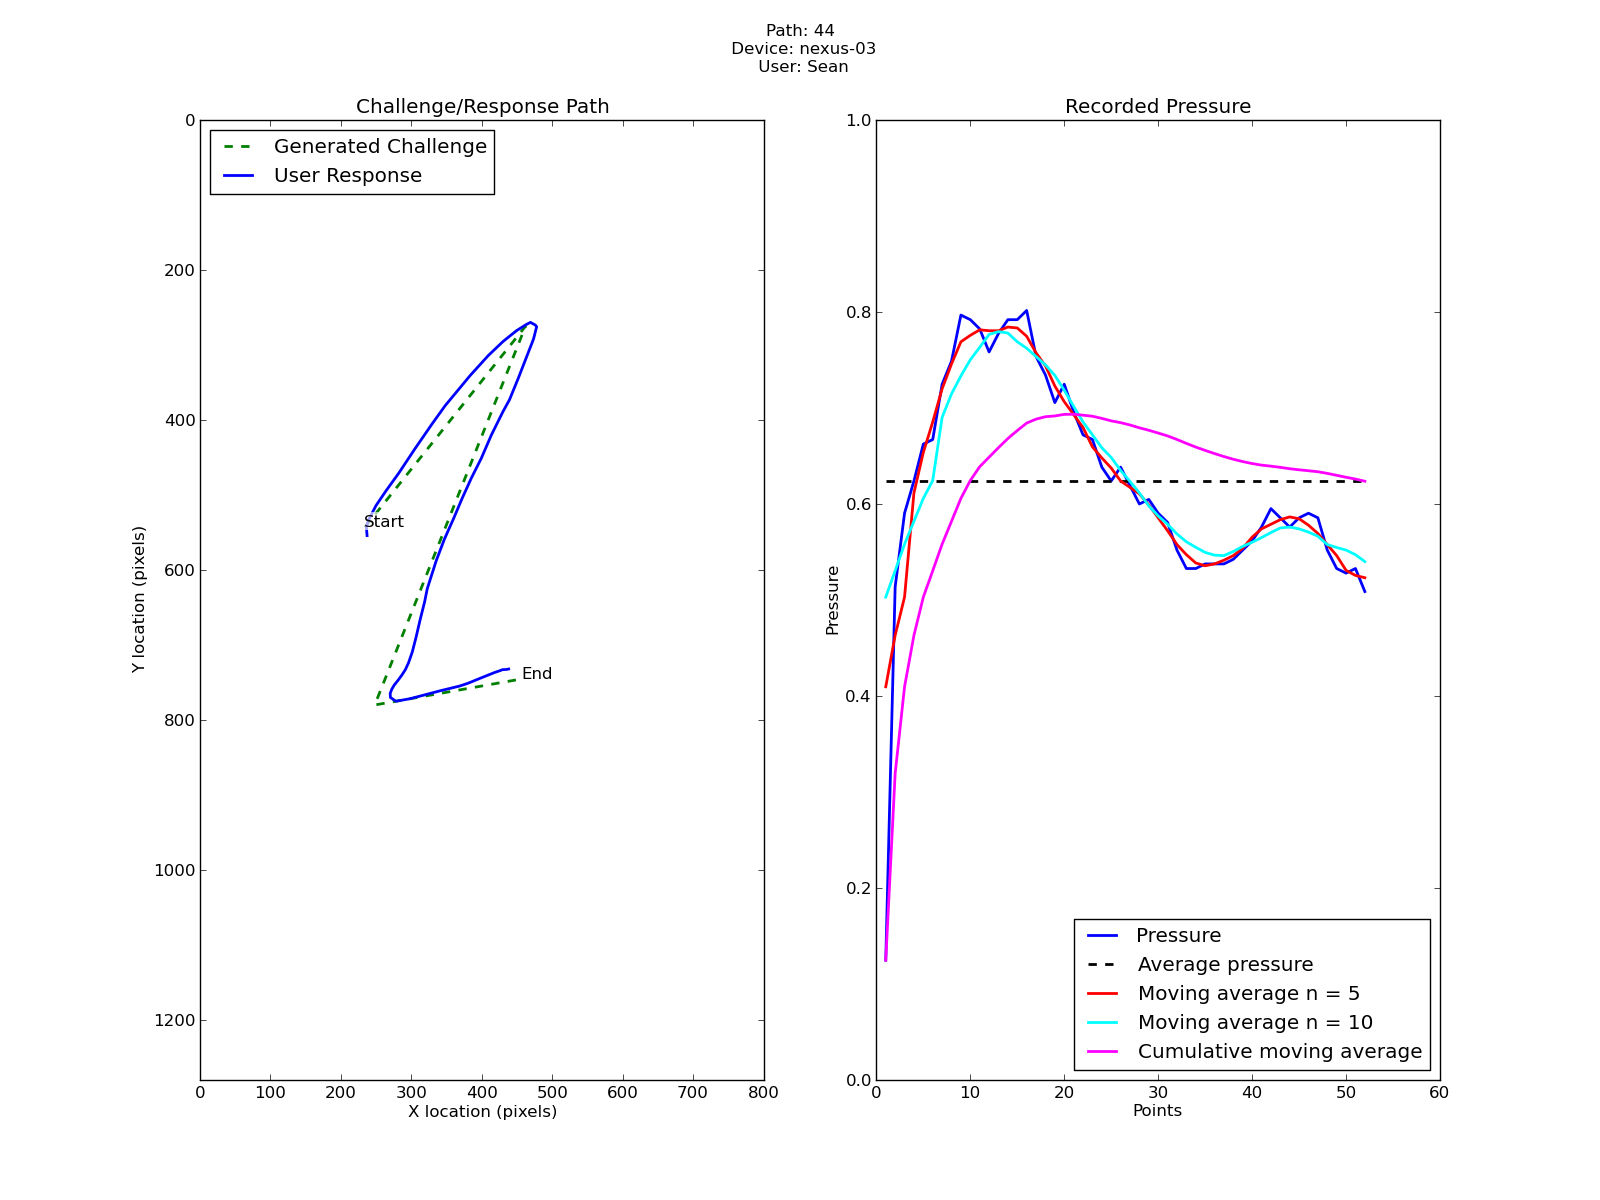 Path: 44
Device: nexus-03
User: Sean
Challenge/Response Path
Generated Challenge
User Response
0
200
400
600
800
1000
1200
Y location (pixels)
Start
End
0 100 200 300 400 500 600 700 800
X location (pixels)
Recorded Pressure
1.0
0.8
0.6
0.4
0.2
0.0
Pressure
Pressure
Average pressure
Moving average n = 5
Moving average n = 10
Cumulative moving average
0 10 20 30 40 50 60
Points